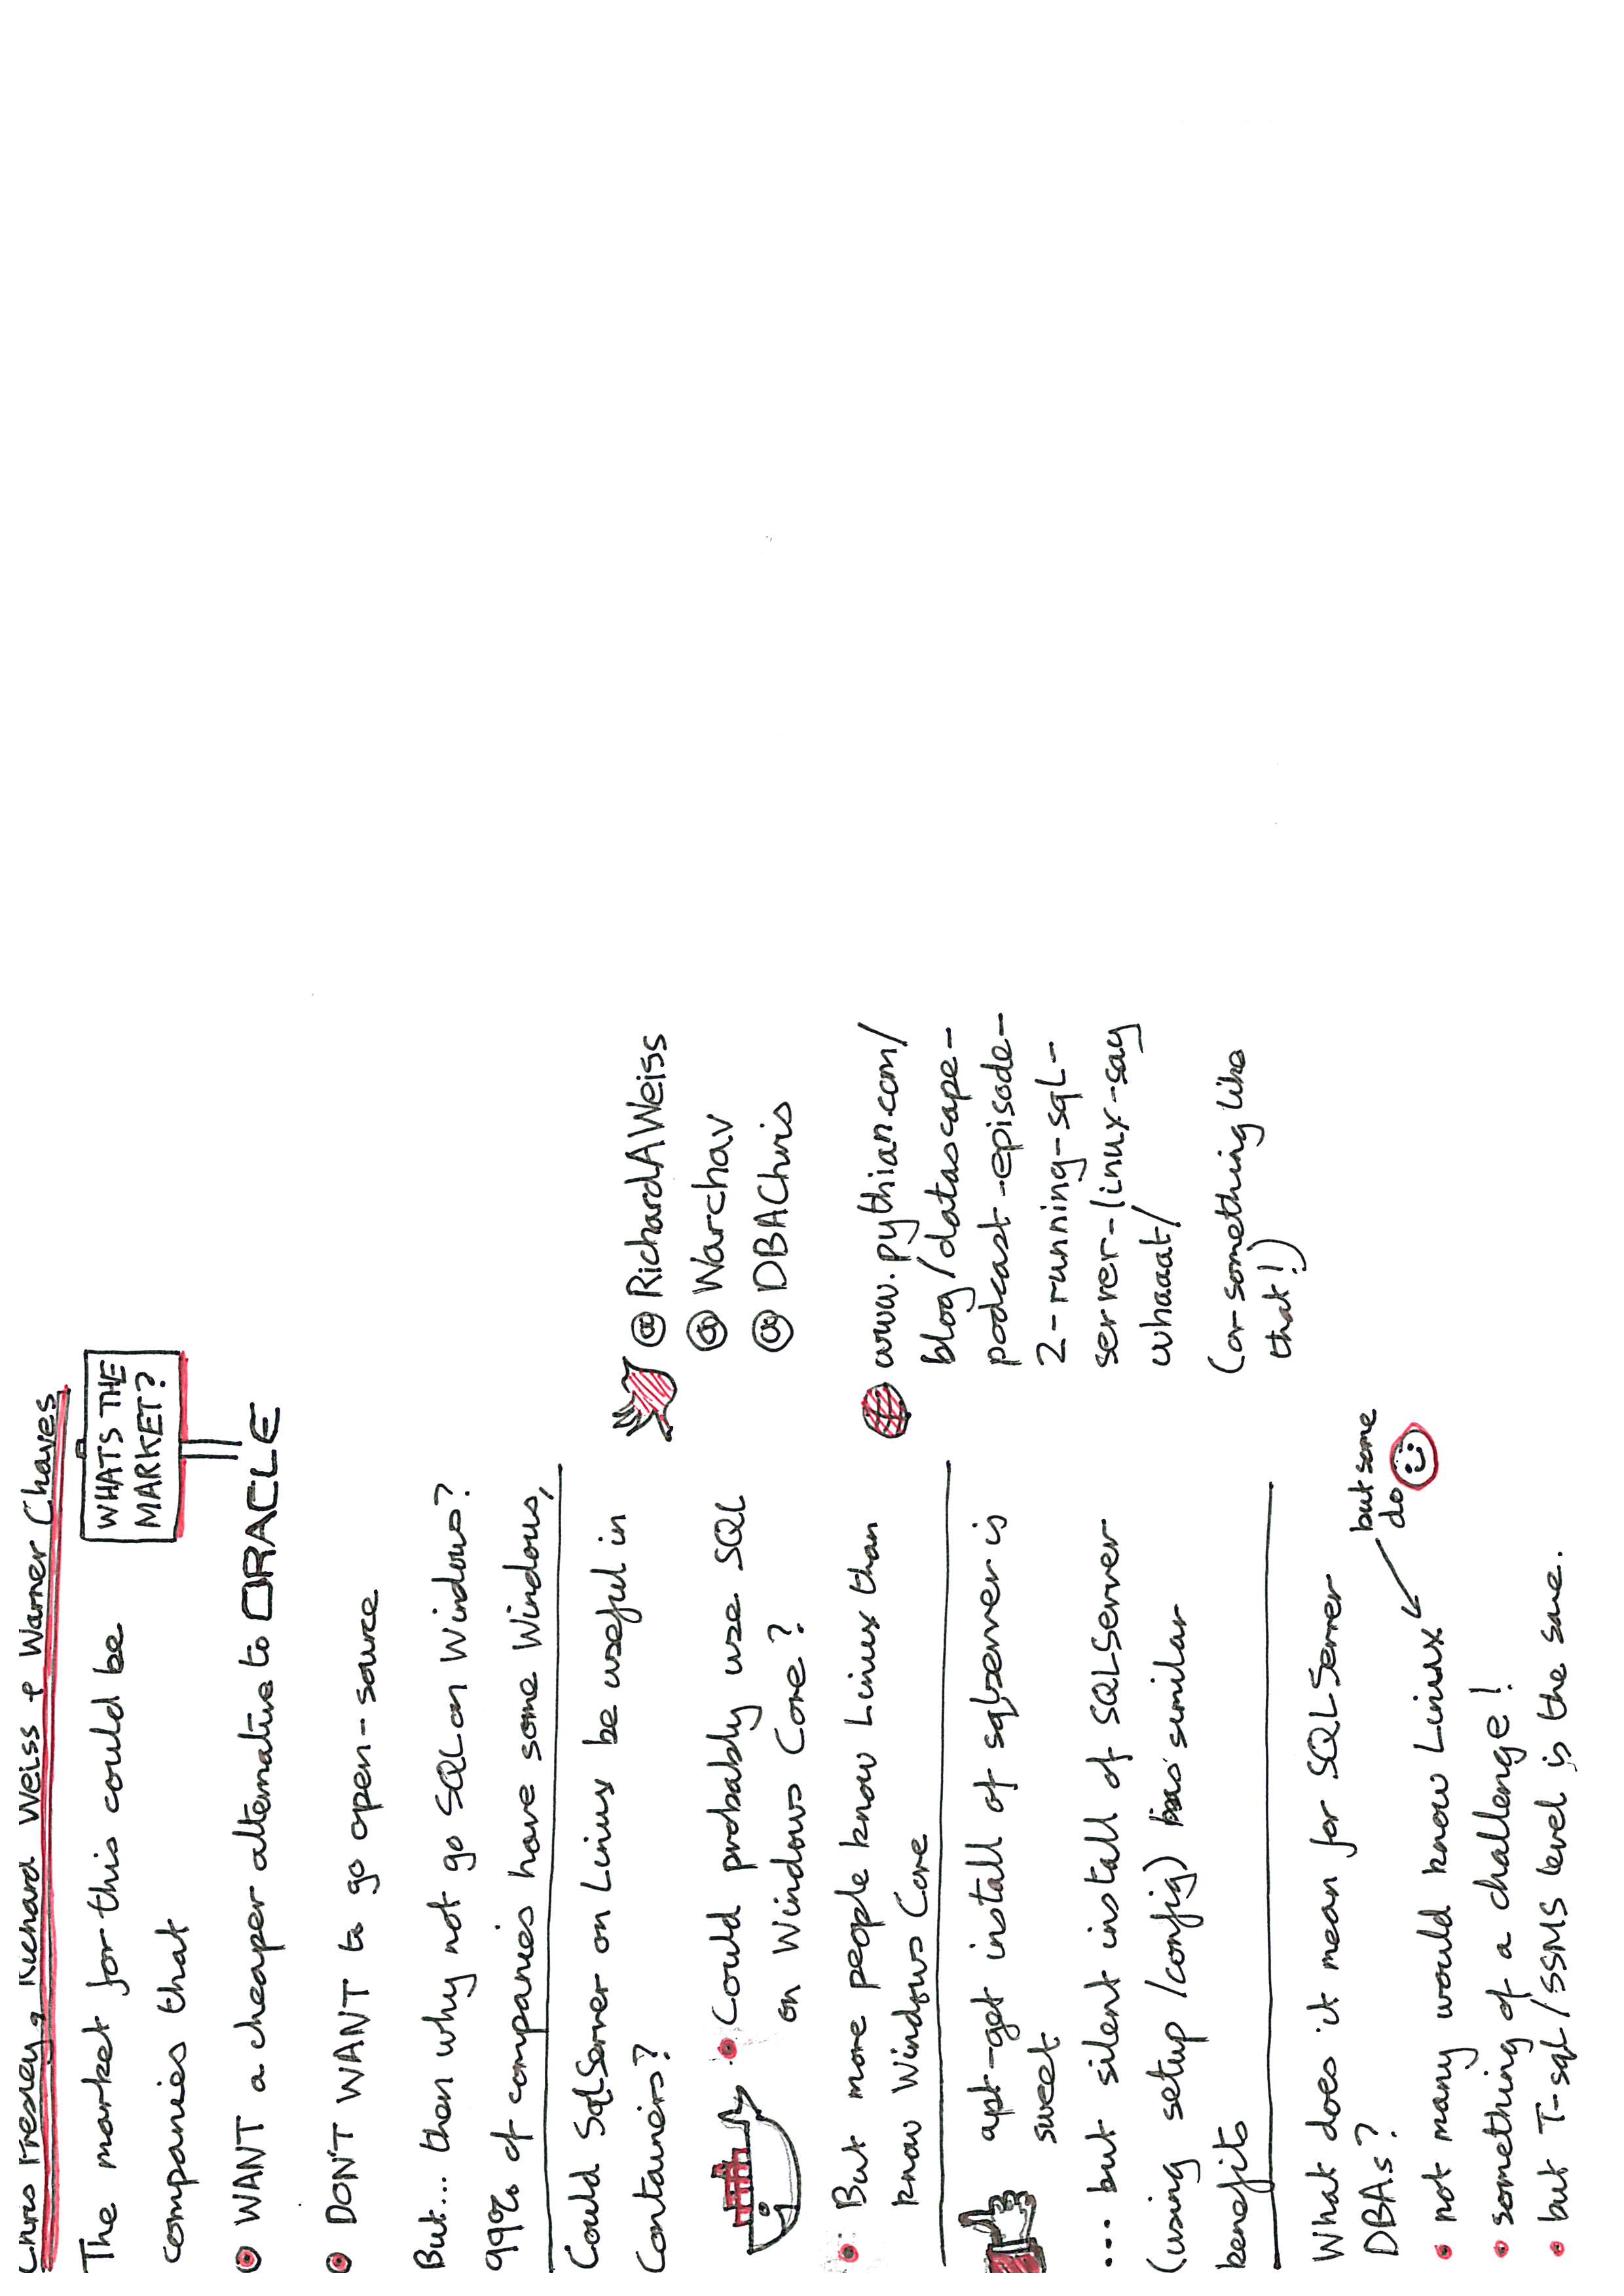 Chris Presley, Richard Weiss & Warner Chaves
The market for this could be
companies that
WHATS THE
MARKET?
WANT a cheaper alternative to ORACLE
DON'T WANT to go open-source
But... then why not go SQL on Windows?
99% of companies have some Windows,
Could SqlServer on Linux be useful in
Containers?
Could probably use SQL
on Windows Core?
But more people know Linux than
know Windows Core
apt-get install of sqlserver is
sweet
... but silent install of SQLServer
(using setup /config) has similar
benefits
What does it mean for SQLServer
DBAs?
not many would know Linux
but some
do
something of a challenge!
but T-sql/SSMS level is the same.
@RichardAWeiss
@Warchav
@DBAChris
www.pythian.com/
blog/datascape-
podcast-episode-
2-running-sql-
server-linux-say
whaaat/
(or something like
that!)